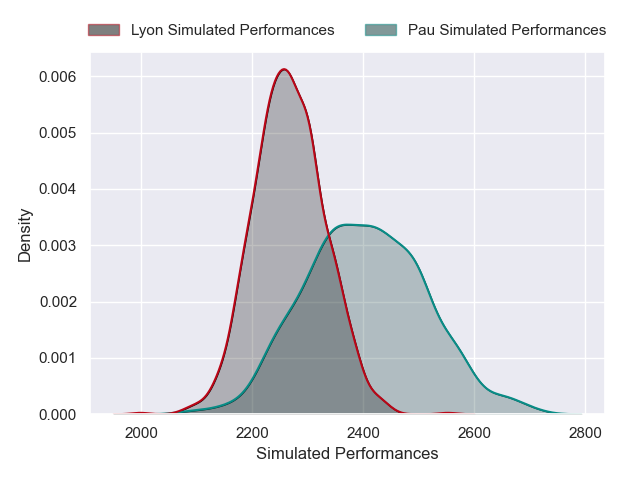 Lyon Simulated Performances Pau Simulated Performances
0.006
0.005
0.004
0.003
0.002
0.001
0.000
2000 2200 2400 2600 2800
Density
Simulated Performances